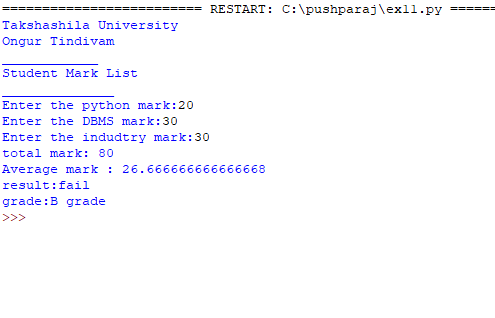 ========================= RESTART: C:\pushparaj\ex11.py ======
Takshashila University
Ongur Tindivam
____________
Student Mark List
______________
Enter the python mark:20
Enter the DBMS mark:30
Enter the indudtry mark:30
total mark: 80
Average mark : 26.666666666666668
result:fail
grade:B grade
>>>